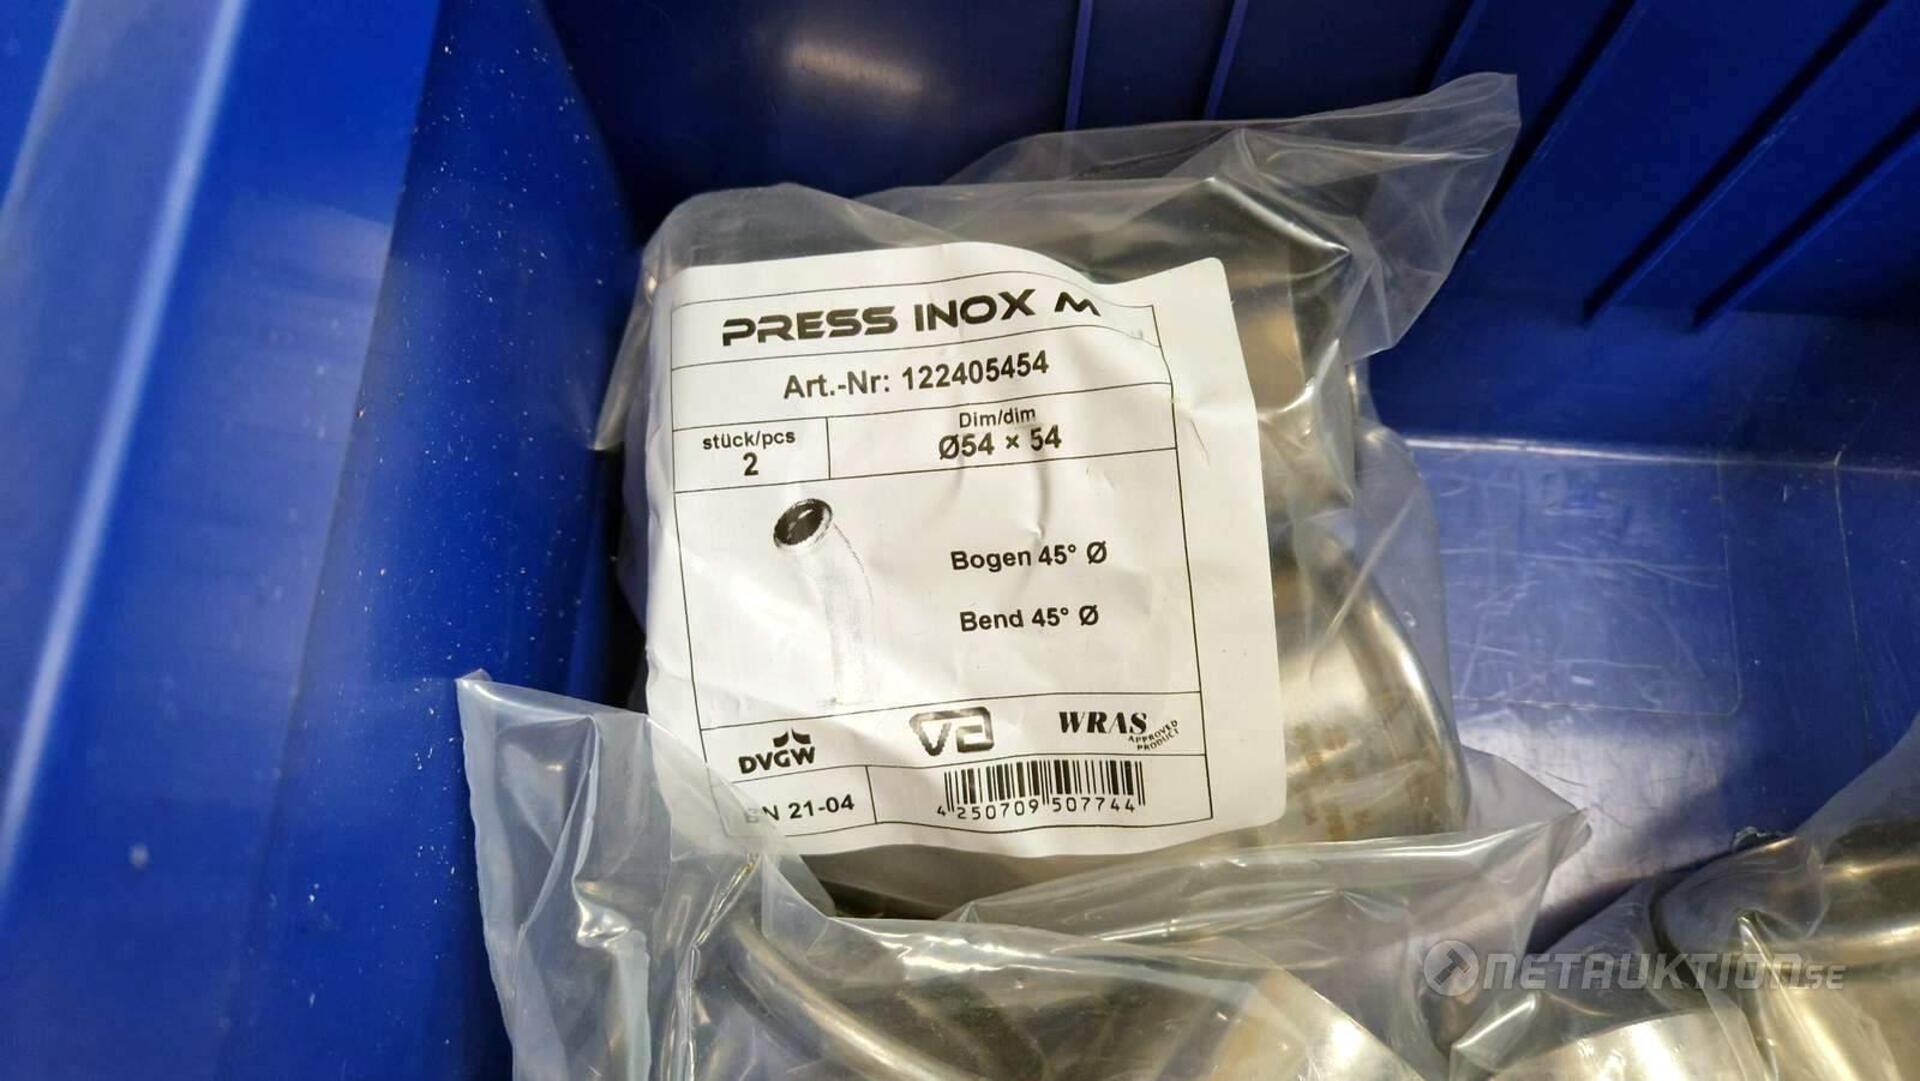 PRESS INOX M
Art.-Nr: 122405454
stück/pcs
2
Dim/dim
Ø54 × 54
Bogen 45° Ø
Bend 45° Ø
DVGW
VA
WRAS
APPROVED
PRODUCT
21-04
4 250709 507744
NETAUKTION.SE